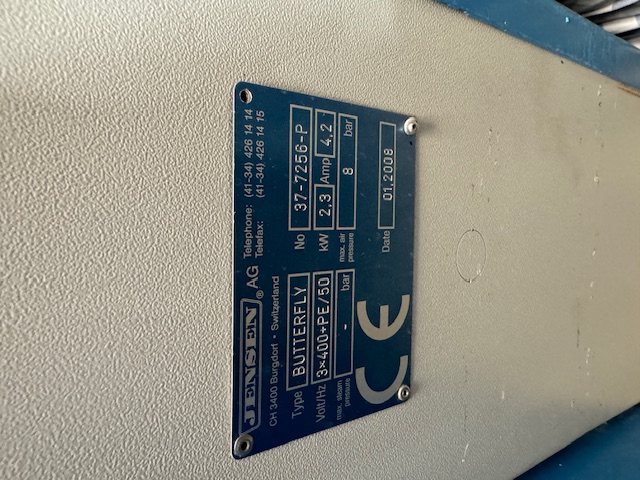 JENSEN ® AG Telephone: (41-34) 426 14 14
CH 3400 Burgdorf • Switzerland Telefax: (41-34) 426 14 15
Type BUTTERFLY No 37-7256-P
Volt/Hz 3×400+PE/50 kW 2,3 Amp 4,2
max. steam pressure - bar max. air pressure 8 bar
CE Date 01.2008